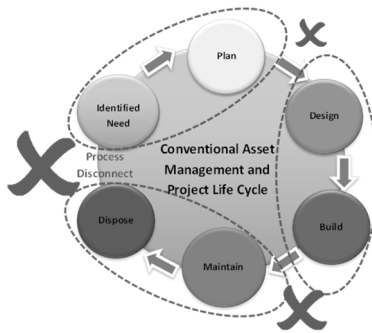 Plan
Identified
Need
Design
Process
Disconnect
Conventional Asset
Management and
Project Life Cycle
Dispose
Build
Maintain